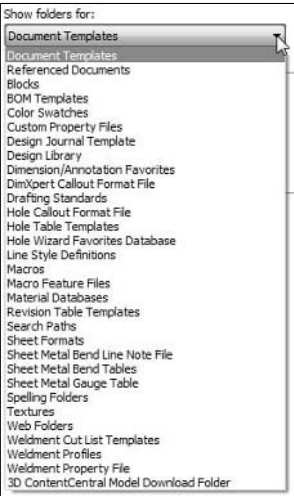 Show folders for:
Document Templates
Document Templates
Referenced Documents
Blocks
BOM Templates
Color Swatches
Custom Property Files
Design Journal Template
Design Library
Dimension/Annotation Favorites
DimXpert Callout Format File
Drafting Standards
Hole Callout Format File
Hole Table Templates
Hole Wizard Favorites Database
Line Style Definitions
Macros
Macro Feature Files
Material Databases
Revision Table Templates
Search Paths
Sheet Formats
Sheet Metal Bend Line Note File
Sheet Metal Bend Tables
Sheet Metal Gauge Table
Spelling Folders
Textures
Web Folders
Weldment Cut List Templates
Weldment Profiles
Weldment Property File
3D ContentCentral Model Download Folder